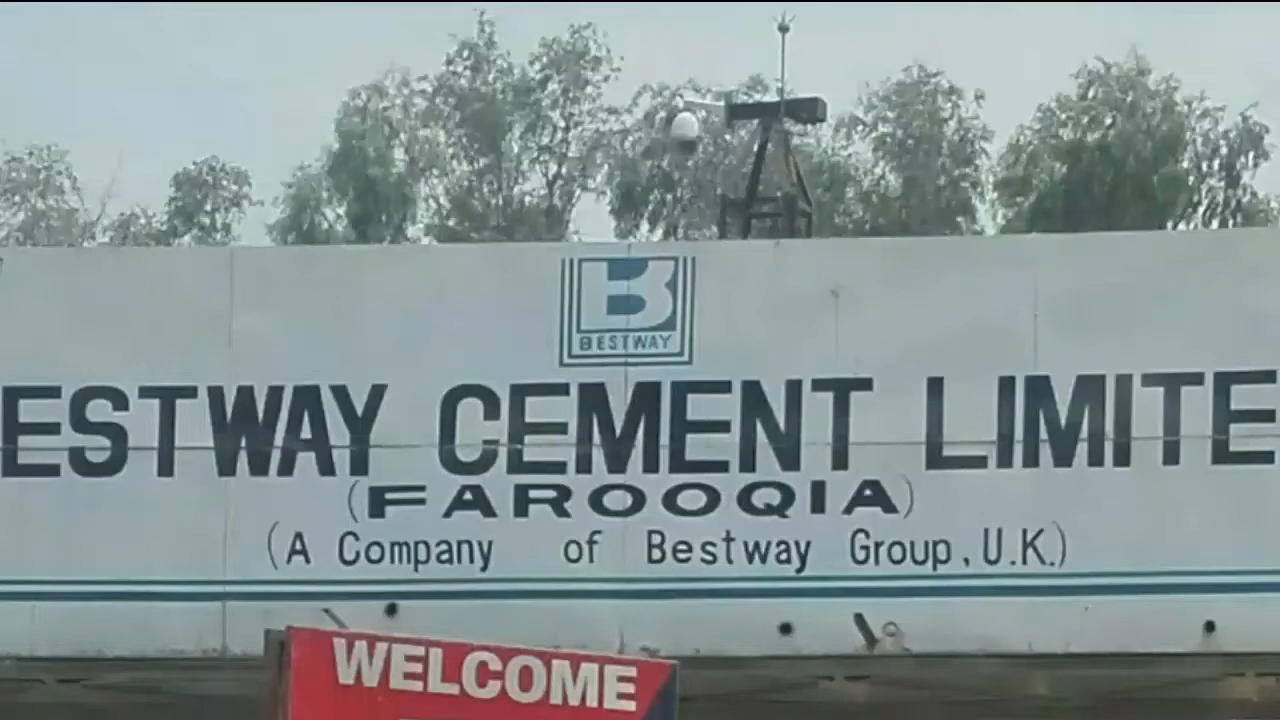 B
BESTWAY
ESTWAY CEMENT LIMITE
(FAROOQIA)
(A Company of Bestway Group, U.K.)
WELCOME